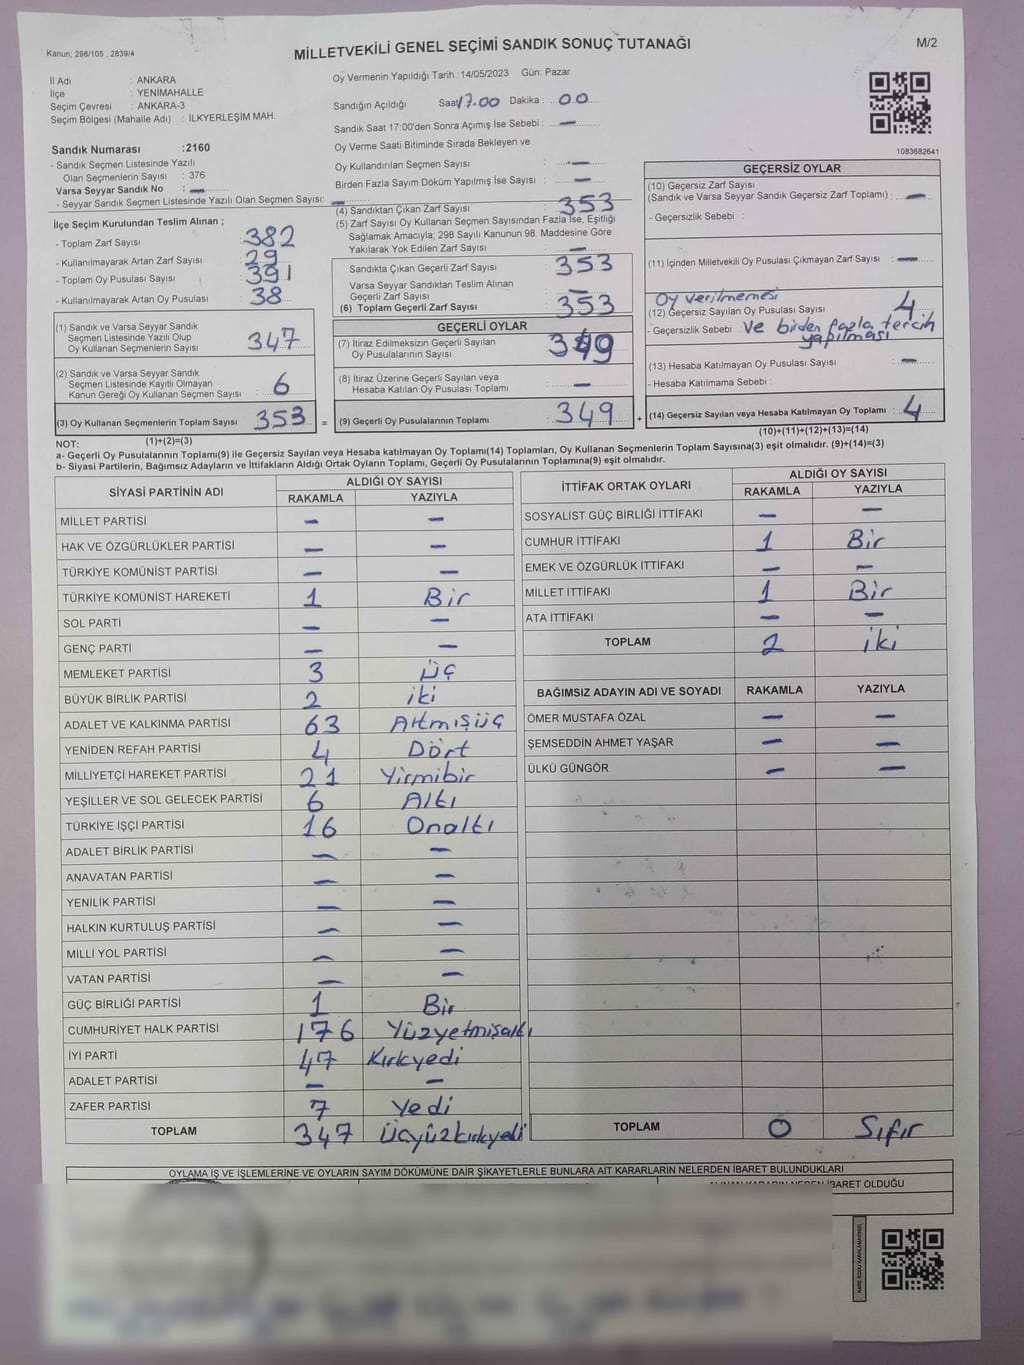 Kanun; 298/105 , 2839/4
MİLLETVEKİLİ GENEL SEÇİMİ SANDIK SONUÇ TUTANAĞI
M/2
İl Adı : ANKARA
İlçe : YENİMAHALLE
Seçim Çevresi : ANKARA-3
Seçim Bölgesi (Mahalle Adı) : İLKYERLEŞİM MAH.
Oy Vermenin Yapıldığı Tarih :14/05/2023 Gün: Pazar
Sandığın Açıldığı Saat 17.00 Dakika : 00
Sandık Saat 17:00'den Sonra Açımış İse Sebebi : —
Oy Verme Saati Bitiminde Sırada Bekleyen ve
Oy Kullandırılan Seçmen Sayısı : —
Birden Fazla Sayım Döküm Yapılmış İse Sayısı : —
1083682641
Sandık Numarası :2160
- Sandık Seçmen Listesinde Yazılı
Olan Seçmenlerin Sayısı : 376
Varsa Seyyar Sandık No : —
- Seyyar Sandık Seçmen Listesinde Yazılı Olan Seçmen Sayısı: —
İlçe Seçim Kurulundan Teslim Alınan ;
- Toplam Zarf Sayısı : 382
- Kullanılmayarak Artan Zarf Sayısı : 29
- Toplam Oy Pusulası Sayısı : 391
- Kullanılmayarak Artan Oy Pusulası : 38
(1) Sandık ve Varsa Seyyar Sandık
Seçmen Listesinde Yazılı Olup
Oy Kullanan Seçmenlerin Sayısı : 347
(2) Sandık ve Varsa Seyyar Sandık
Seçmen Listesinde Kayıtlı Olmayan
Kanun Gereği Oy Kullanan Seçmen Sayısı : 6
(3) Oy Kullanan Seçmenlerin Toplam Sayısı : 353
(1)+(2)=(3)
(4) Sandıktan Çıkan Zarf Sayısı : 353
(5) Zarf Sayısı Oy Kullanan Seçmen Sayısından Fazla İse, Eşitliği
Sağlamak Amacıyla; 298 Sayılı Kanunun 98. Maddesine Göre
Yakılarak Yok Edilen Zarf Sayısı : —
Sandıkta Çıkan Geçerli Zarf Sayısı : 353
Varsa Seyyar Sandıktan Teslim Alınan
Geçerli Zarf Sayısı : —
(6) Toplam Geçerli Zarf Sayısı : 353
GEÇERLİ OYLAR
(7) İtiraz Edilmeksizin Geçerli Sayılan
Oy Pusulalarının Sayısı : 349
(8) İtiraz Üzerine Geçerli Sayılan veya
Hesaba Katılan Oy Pusulası Toplamı : —
= (9) Geçerli Oy Pusulalarının Toplamı : 349 +
GEÇERSİZ OYLAR
(10) Geçersiz Zarf Sayısı
(Sandık ve Varsa Seyyar Sandık Geçersiz Zarf Toplamı) : —
- Geçersizlik Sebebi :
(11) İçinden Milletvekili Oy Pusulası Çıkmayan Zarf Sayısı : —
Oy verilmemesi
(12) Geçersiz Sayılan Oy Pusulası Sayısı : 4
- Geçersizlik Sebebi : ve birden fazla tercih
yapılması
(13) Hesaba Katılmayan Oy Pusulası Sayısı : —
- Hesaba Katılmama Sebebi :
(14) Geçersiz Sayılan veya Hesaba Katılmayan Oy Toplamı : 4
(10)+(11)+(12)+(13)=(14)
NOT:
a- Geçerli Oy Pusulalarının Toplamı(9) ile Geçersiz Sayılan veya Hesaba katılmayan Oy Toplamı(14) Toplamları, Oy Kullanan Seçmenlerin Toplam Sayısına(3) eşit olmalıdır. (9)+(14)=(3)
b- Siyasi Partilerin, Bağımsız Adayların ve İttifakların Aldığı Ortak Oyların Toplamı, Geçerli Oy Pusulalarının Toplamına(9) eşit olmalıdır.
SİYASİ PARTİNİN ADI ALDIĞI OY SAYISI
RAKAMLA YAZIYLA
MİLLET PARTİSİ — —
HAK VE ÖZGÜRLÜKLER PARTİSİ — —
TÜRKİYE KOMÜNİST PARTİSİ — —
TÜRKİYE KOMÜNİST HAREKETİ 1 Bir
SOL PARTİ — —
GENÇ PARTİ — —
MEMLEKET PARTİSİ 3 Üç
BÜYÜK BİRLİK PARTİSİ 2 iki
ADALET VE KALKINMA PARTİSİ 63 Altmışüç
YENİDEN REFAH PARTİSİ 4 Dört
MİLLİYETÇİ HAREKET PARTİSİ 21 Yirmibir
YEŞİLLER VE SOL GELECEK PARTİSİ 6 Altı
TÜRKİYE İŞÇİ PARTİSİ 16 Onaltı
ADALET BİRLİK PARTİSİ — —
ANAVATAN PARTİSİ — —
YENİLİK PARTİSİ — —
HALKIN KURTULUŞ PARTİSİ — —
MİLLİ YOL PARTİSİ — —
VATAN PARTİSİ — —
GÜÇ BİRLİĞİ PARTİSİ 1 Bir
CUMHURİYET HALK PARTİSİ 176 Yüzyetmişaltı
İYİ PARTİ 47 Kırkyedi
ADALET PARTİSİ — —
ZAFER PARTİSİ 7 Yedi
TOPLAM 347 Üçyüzkırkyedi
İTTİFAK ORTAK OYLARI ALDIĞI OY SAYISI
RAKAMLA YAZIYLA
SOSYALİST GÜÇ BİRLİĞİ İTTİFAKI — —
CUMHUR İTTİFAKI 1 Bir
EMEK VE ÖZGÜRLÜK İTTİFAKI — —
MİLLET İTTİFAKI 1 Bir
ATA İTTİFAKI — —
TOPLAM 2 iki
BAĞIMSIZ ADAYIN ADI VE SOYADI RAKAMLA YAZIYLA
ÖMER MUSTAFA ÖZAL — —
ŞEMSEDDİN AHMET YAŞAR — —
ÜLKÜ GÜNGÖR — —
TOPLAM 0 Sıfır
OYLAMA İŞ VE İŞLEMLERİNE VE OYLARIN SAYIM DÖKÜMÜNE DAİR ŞİKAYETLERLE BUNLARA AİT KARARLARIN NELERDEN İBARET BULUNDUKLARI
İBARET OLDUĞU